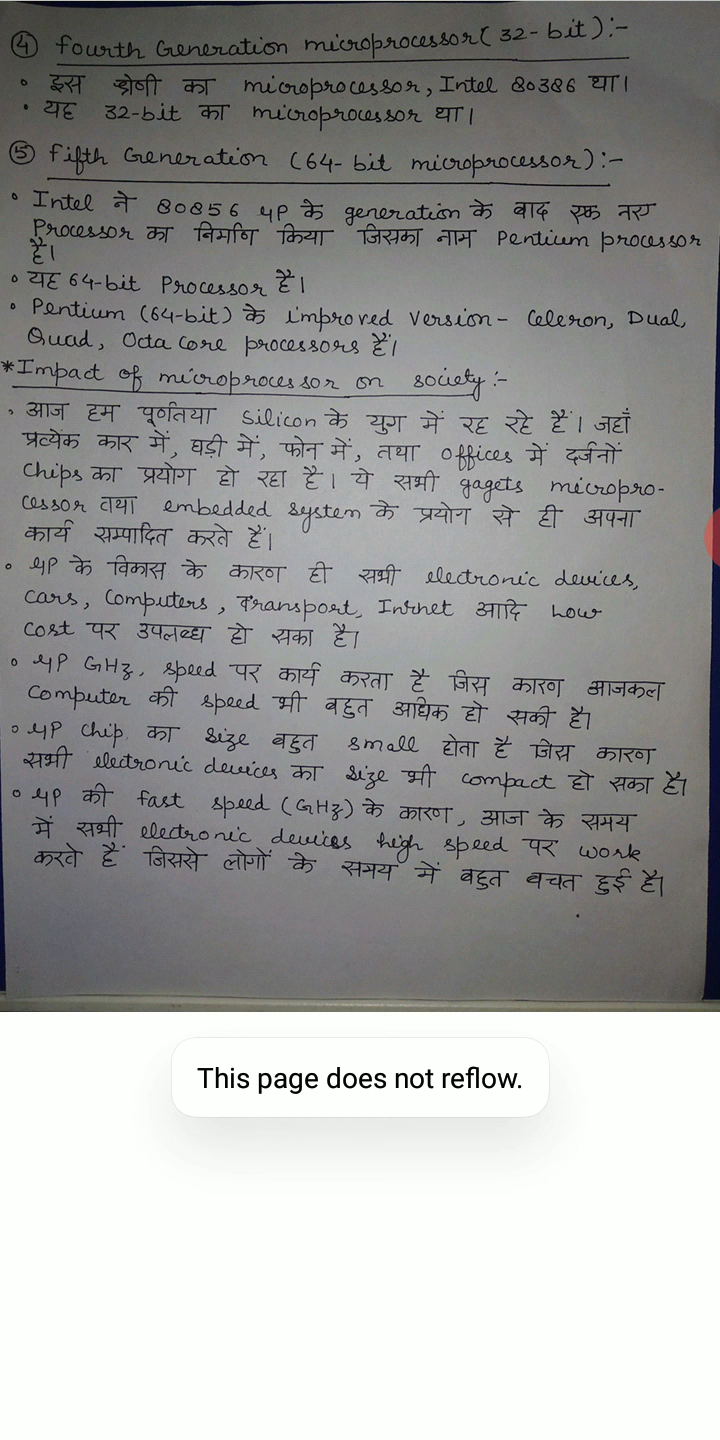 ④ Fourth Generation microprocessor (32-bit):-
• इस श्रेणी का microprocessor, Intel 80386 था।
• यह 32-bit का microprocessor था।
⑤ Fifth Generation (64-bit microprocessor):-
• Intel ने 80856 μP के generation के बाद एक नए
Processor का निर्माण किया जिसका नाम Pentium processor
है।
• यह 64-bit Processor है।
• Pentium (64-bit) के improved version- Celeron, Dual,
Quad, Octa Core processors हैं।
*Impact of microprocessor on society:-
• आज हम पूर्णतया Silicon के युग में रह रहे हैं। जहाँ
प्रत्येक कार में, घड़ी में, फोन में, तथा offices में दर्जनों
Chips का प्रयोग हो रहा है। ये सभी gagets micropro-
cessor तथा embedded system के प्रयोग से ही अपना
कार्य सम्पादित करते हैं।
• μP के विकास के कारण ही सभी electronic devices,
Cars, Computers, Transport, Inrnet आदि Low
Cost पर उपलब्ध हो सका है।
• μP GHz. speed पर कार्य करता है जिस कारण आजकल
Computer की speed भी बहुत अधिक हो सकी है।
• μP chip का size बहुत small होता है जिस कारण
सभी electronic devices का size भी compact हो सका है।
• μP की fast speed (GHz) के कारण, आज के समय
में सभी electronic devices high speed पर work
करते हैं जिससे लोगों के समय में बहुत बचत हुई है।
This page does not reflow.